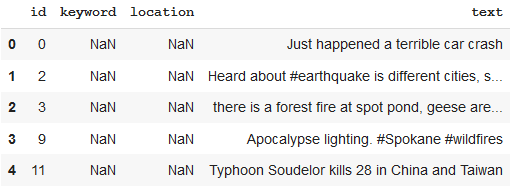 id keyword location text
0 0 NaN NaN Just happened a terrible car crash
1 2 NaN NaN Heard about #earthquake is different cities, s...
2 3 NaN NaN there is a forest fire at spot pond, geese are...
3 9 NaN NaN Apocalypse lighting. #Spokane #wildfires
4 11 NaN NaN Typhoon Soudelor kills 28 in China and Taiwan